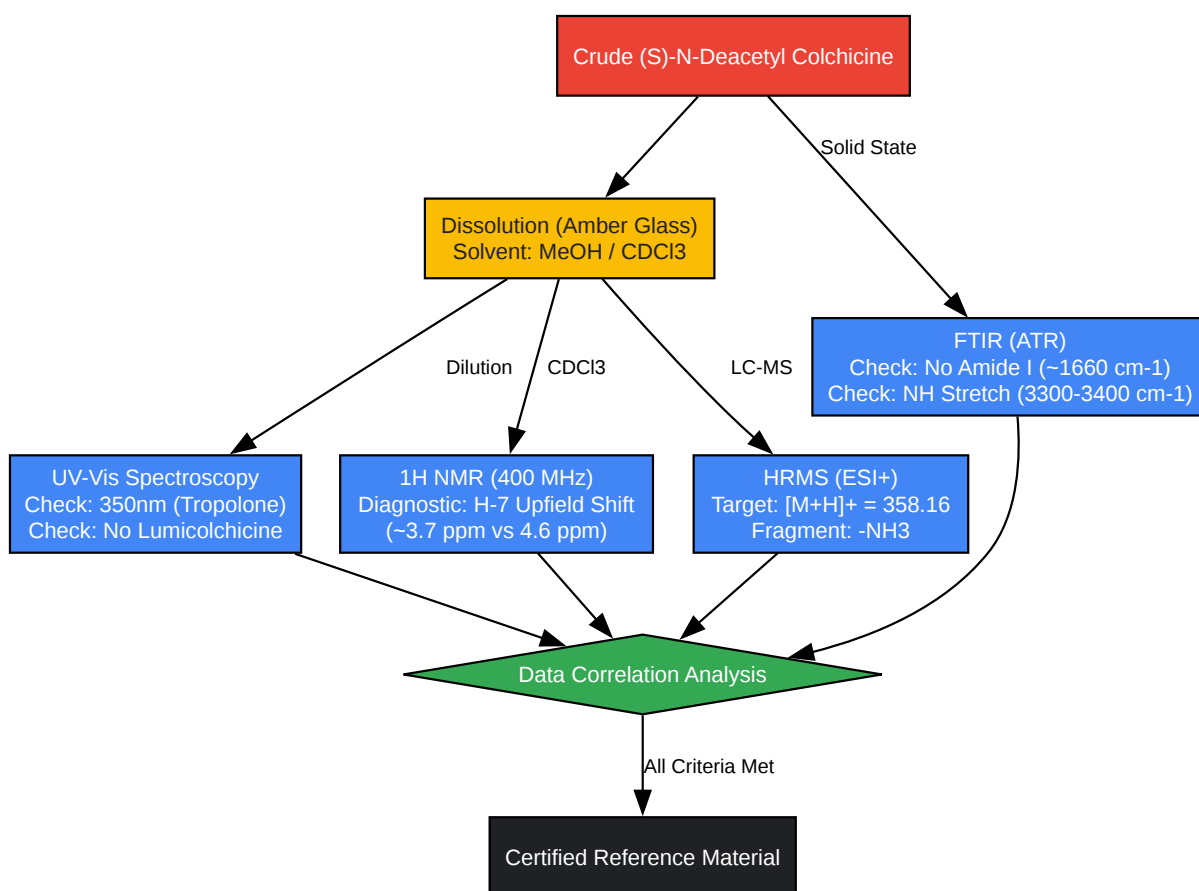 Crude (S)-N-Deacetyl Colchicine
Solid State
Dissolution (Amber Glass)
Solvent: MeOH / CDCl3
FTIR (ATR)
Check: No Amide I (~1660 cm-1)
Check: NH Stretch (3300-3400 cm-1)
Dilution
CDCl3
LC-MS
UV-Vis Spectroscopy
Check: 350nm (Tropolone)
Check: No Lumicolchicine
1H NMR (400 MHz)
Diagnostic: H-7 Upfield Shift
(~3.7 ppm vs 4.6 ppm)
HRMS (ESI+)
Target: [M+H]+ = 358.16
Fragment: -NH3
Data Correlation Analysis
All Criteria Met
Certified Reference Material